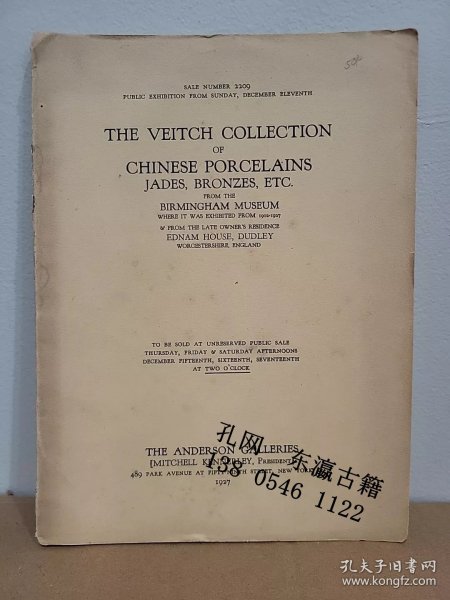 50/-
SALE NUMBER 2209
PUBLIC EXHIBITION FROM SUNDAY, DECEMBER ELEVENTH
THE VEITCH COLLECTION
OF
CHINESE PORCELAINS
JADES, BRONZES, ETC.
FROM THE
BIRMINGHAM MUSEUM
WHERE IT WAS EXHIBITED FROM 1912-1927
& FROM THE LATE OWNER'S RESIDENCE
EDNAM HOUSE, DUDLEY
WORCESTERSHIRE, ENGLAND
TO BE SOLD AT UNRESERVED PUBLIC SALE
THURSDAY, FRIDAY & SATURDAY AFTERNOONS
DECEMBER FIFTEENTH, SIXTEENTH, SEVENTEENTH
AT TWO O'CLOCK
THE ANDERSON GALLERIES
[MITCHELL KENNERLEY, PRESIDENT]
489 PARK AVENUE AT FIFTY-NINTH STREET, NEW YORK
1927
孔网 东瀛古籍
138 0546 1122
孔夫子旧书网
www.kongfz.com